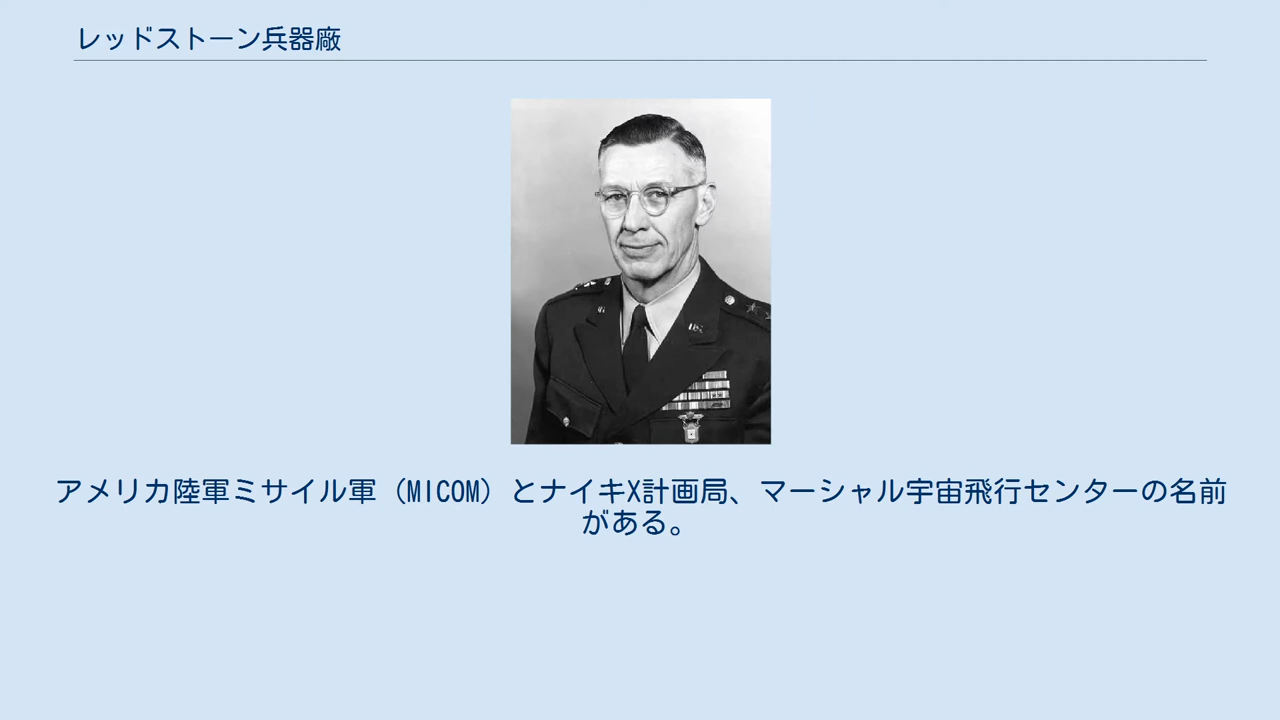 レッドストーン兵器廠
アメリカ陸軍ミサイル軍（MICOM）とナイキX計画局、マーシャル宇宙飛行センターの名前
がある。